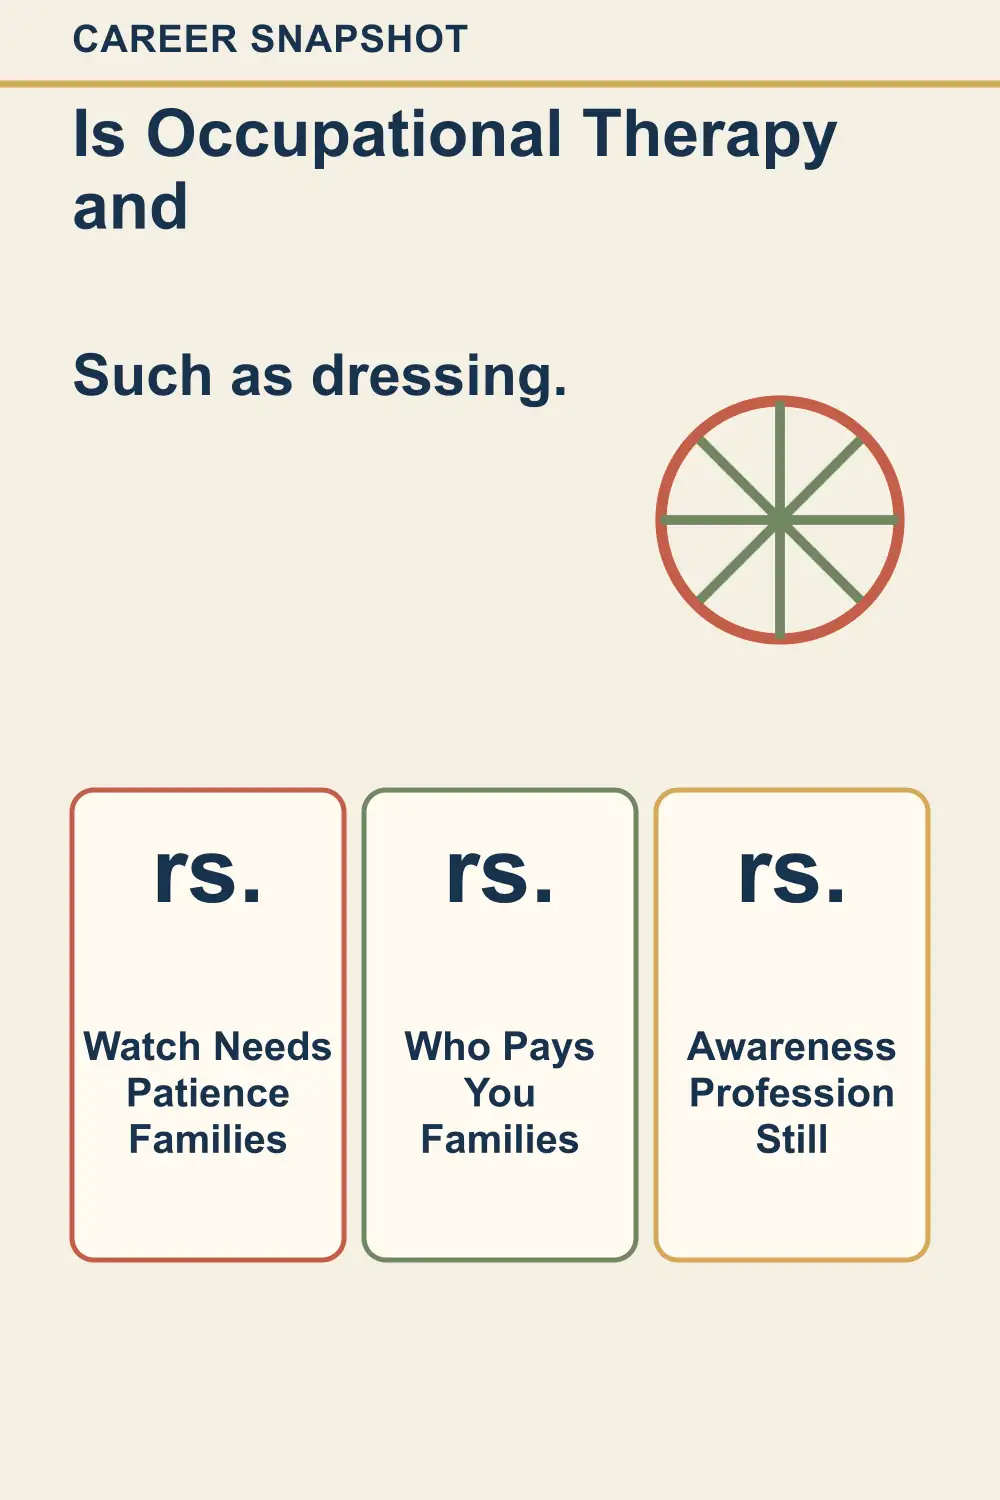 CAREER SNAPSHOT
Is Occupational Therapy
and
Such as dressing.
rs.
Watch Needs
Patience
Families
rs.
Who Pays
You
Families
rs.
Awareness
Profession
Still